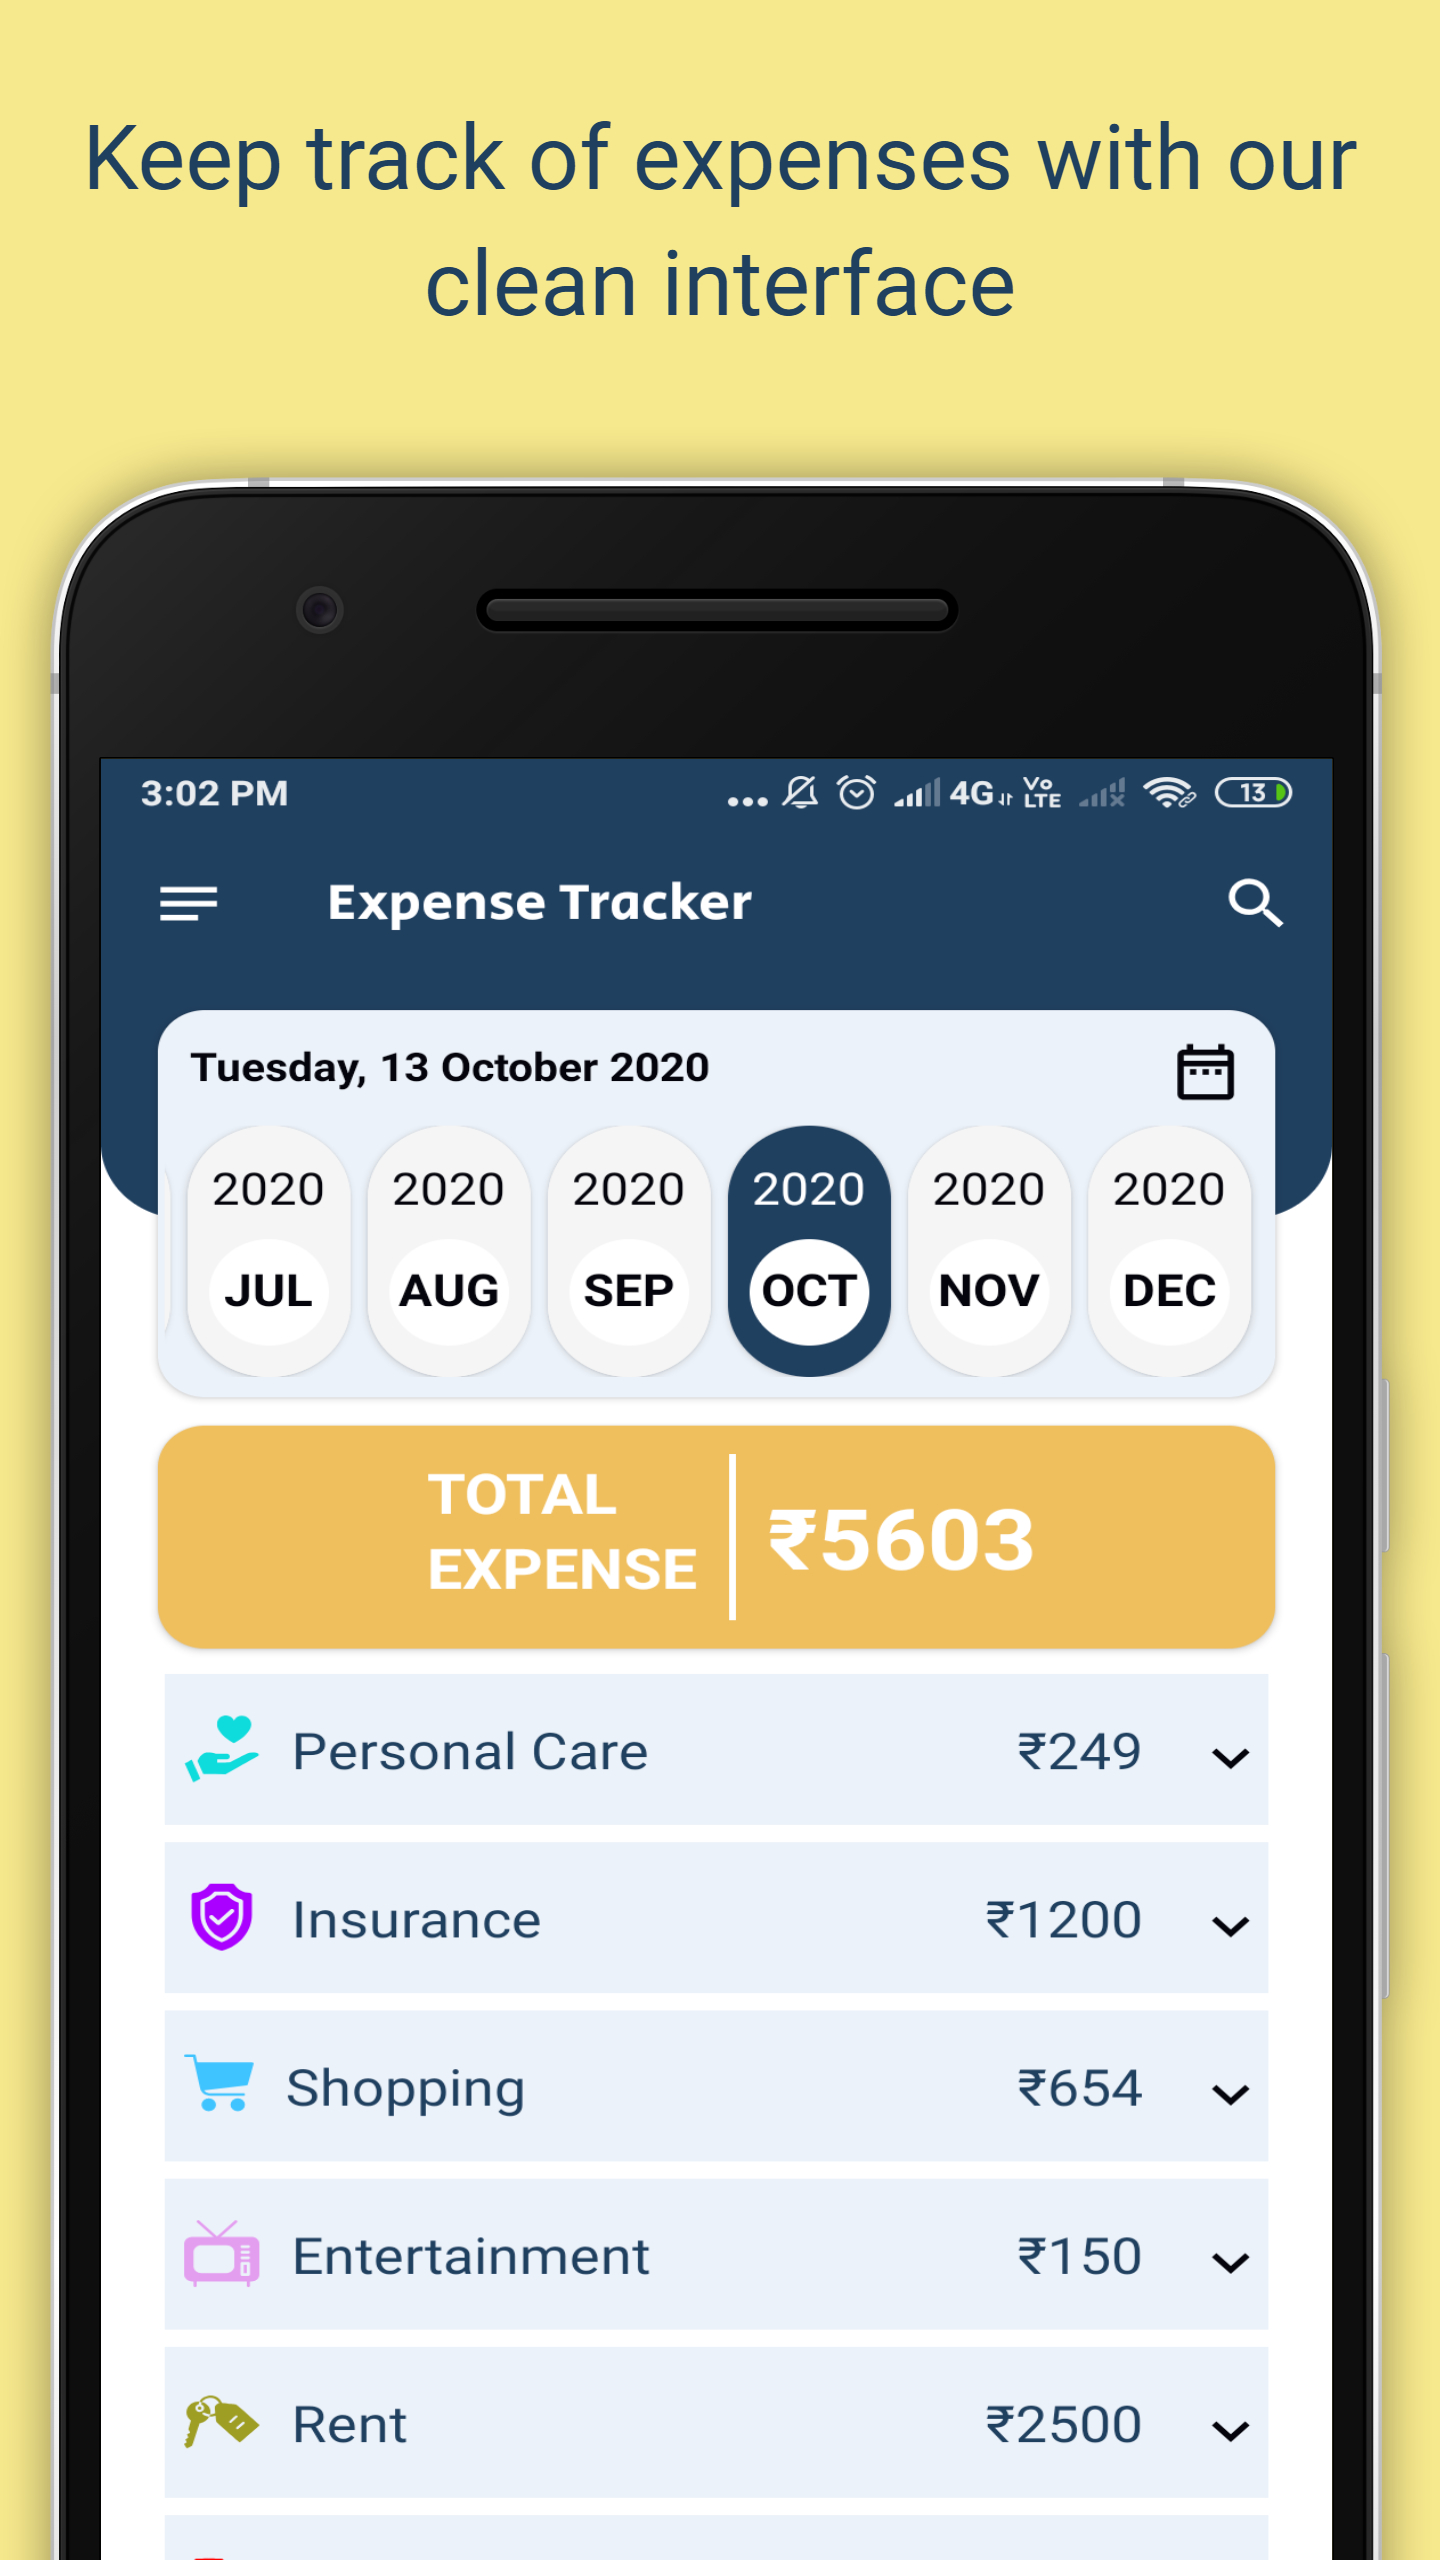 Keep track of expenses with our
clean interface
3:02 PM
4G Vo LTE 13
Expense Tracker
Tuesday, 13 October 2020
2020 2020 2020 2020 2020 2020
JUL AUG SEP OCT NOV DEC
TOTAL
EXPENSE
₹5603
Personal Care ₹249
Insurance ₹1200
Shopping ₹654
Entertainment ₹150
Rent ₹2500